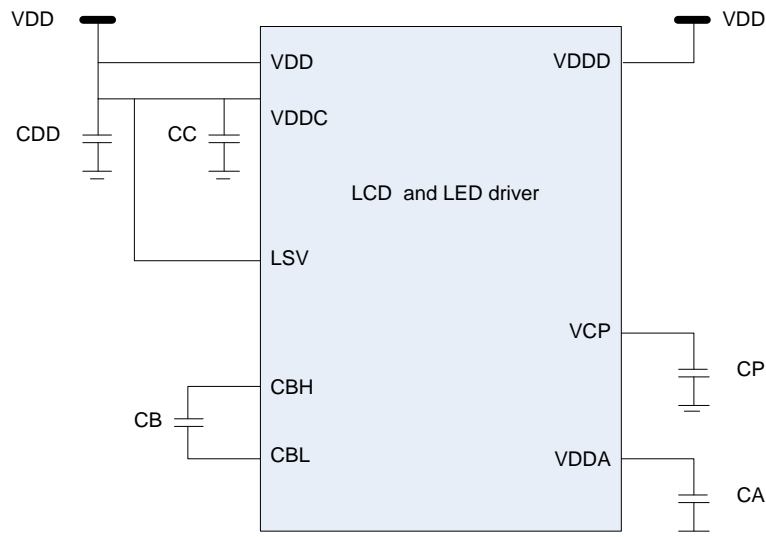 VDD
VDD
VDD
VDDD
VDDC
CDD
CC
LCD and LED driver
LSV
VCP
CP
CBH
CB
CBL
VDDA
CA